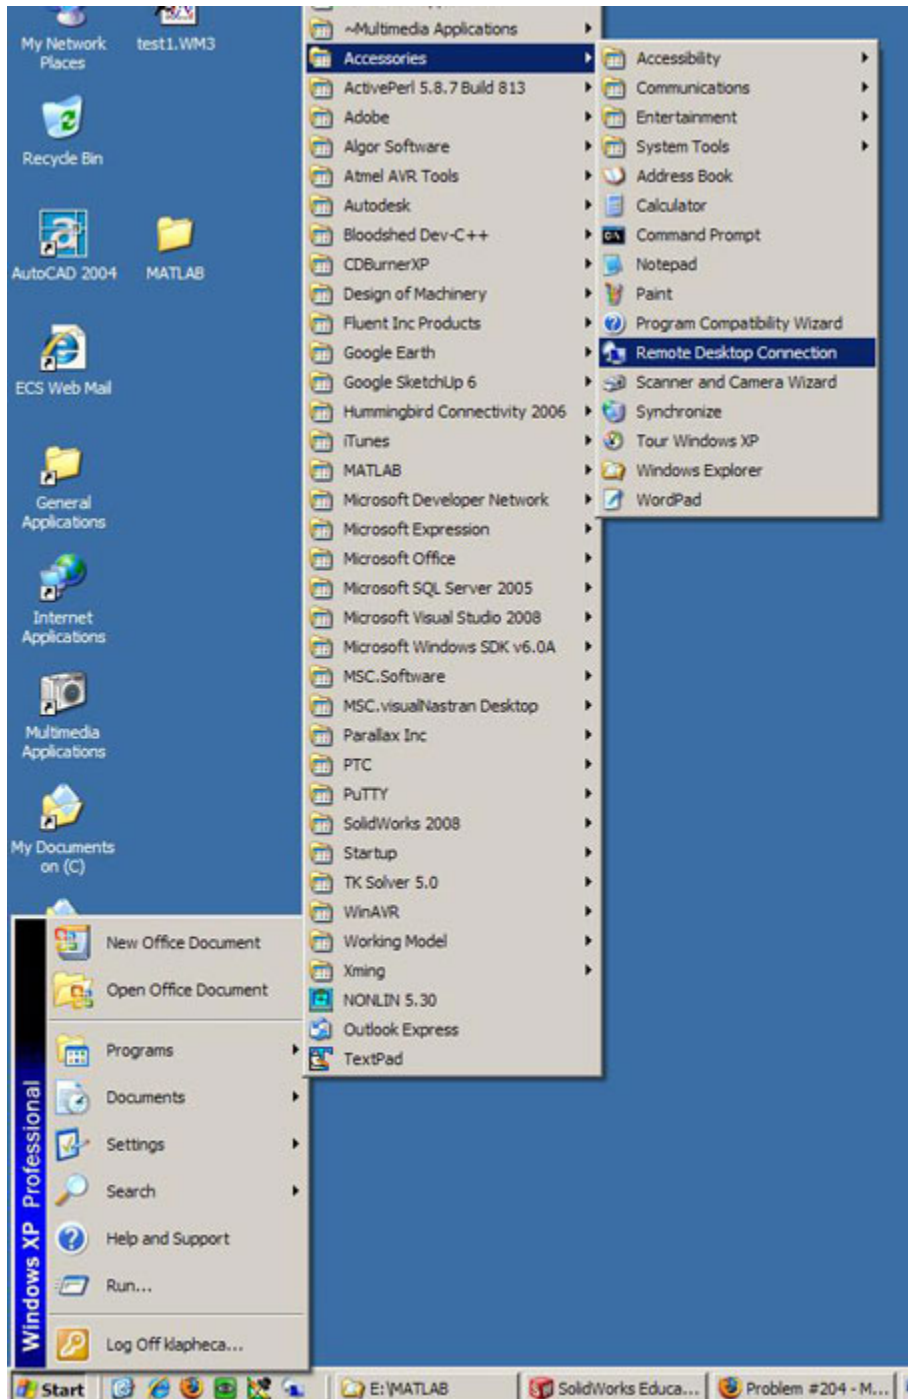 My Network
Places
test1.WM3
Recycle Bin
AutoCAD 2004
MATLAB
ECS Web Mail
General
Applications
Internet
Applications
Multimedia
Applications
My Documents
on (C)
~Multimedia Applications
Accessories
ActivePerl 5.8.7 Build 813
Adobe
Algor Software
Atmel AVR Tools
Autodesk
Bloodshed Dev-C++
CDBurnerXP
Design of Machinery
Fluent Inc Products
Google Earth
Google SketchUp 6
Hummingbird Connectivity 2006
iTunes
MATLAB
Microsoft Developer Network
Microsoft Expression
Microsoft Office
Microsoft SQL Server 2005
Microsoft Visual Studio 2008
Microsoft Windows SDK v6.0A
MSC.Software
MSC.visualNastran Desktop
Parallax Inc
PTC
PuTTY
SolidWorks 2008
Startup
TK Solver 5.0
WinAVR
Working Model
Xming
NONLIN 5.30
Outlook Express
TextPad
Accessibility
Communications
Entertainment
System Tools
Address Book
Calculator
Command Prompt
Notepad
Paint
Program Compatibility Wizard
Remote Desktop Connection
Scanner and Camera Wizard
Synchronize
Tour Windows XP
Windows Explorer
WordPad
New Office Document
Open Office Document
Programs
Documents
Settings
Search
Help and Support
Run...
Log Off klapheca...
Windows XP Professional
Start
E:\MATLAB
SolidWorks Educa...
Problem #204 - M...